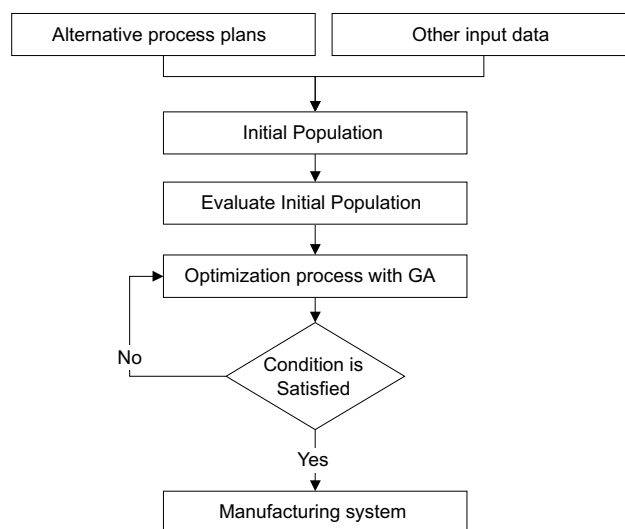 Alternative process plans
Other input data
Initial Population
Evaluate Initial Population
Optimization process with GA
No
Condition is
Satisfied
Yes
Manufacturing system